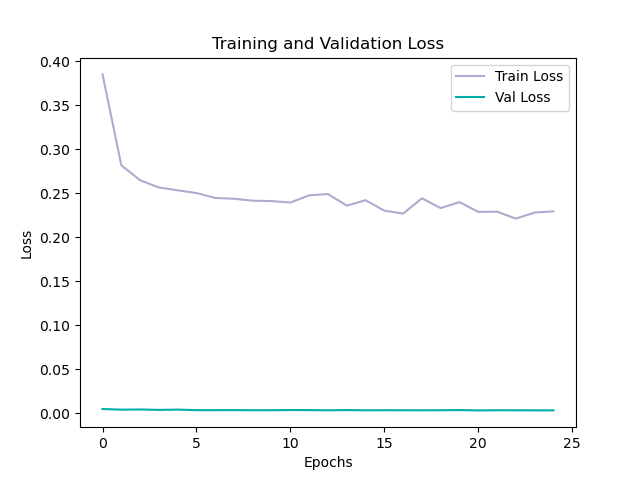 Training and Validation Loss
0.40
0.35
0.30
0.25
0.20
0.15
0.10
0.05
0.00
Loss
Train Loss
Val Loss
0 5 10 15 20 25
Epochs